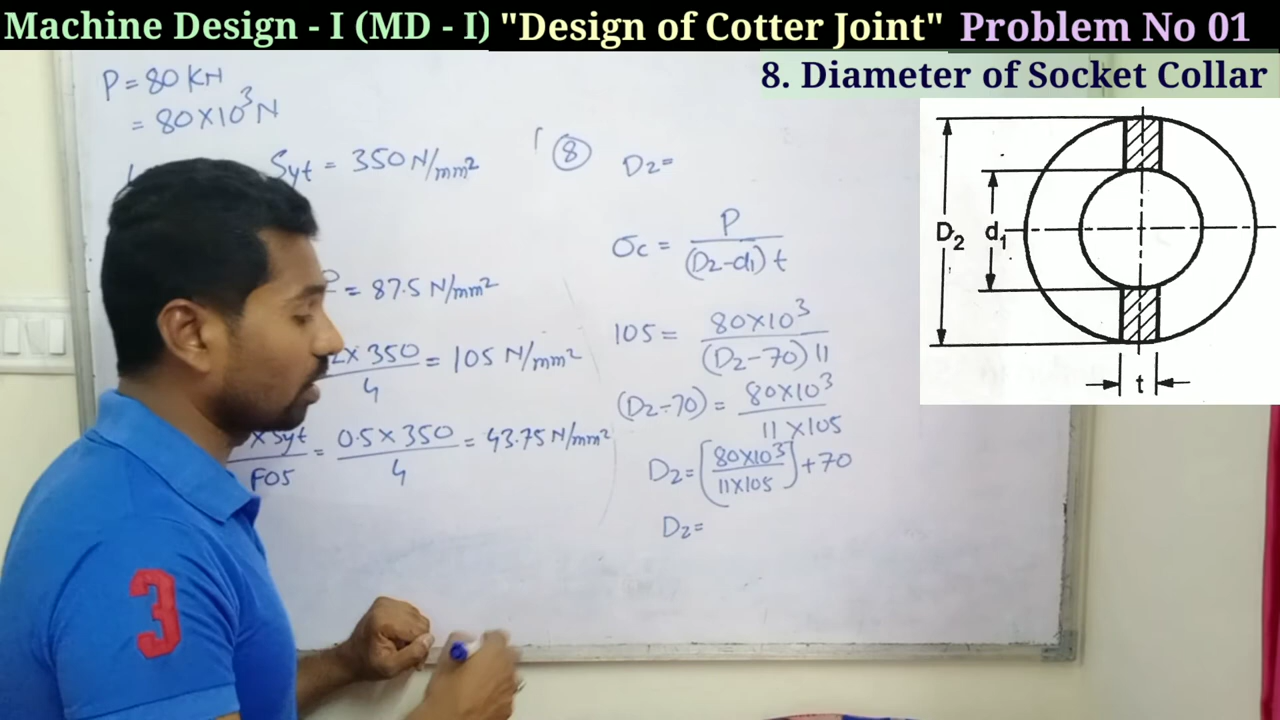 Machine Design - I (MD - I) "Design of Cotter Joint" Problem No 01
8. Diameter of Socket Collar
P = 80 KN
= 80×10³ N
Syt = 350 N/mm²
= 87.5 N/mm²
2× 350 / 4 = 105 N/mm²
× Syt / FOS = 0.5 × 350 / 4 = 43.75 N/mm²
⑧ D2=
σc = P / (D2-d1) t
105 = 80×10³ / (D2-70) 11
(D2-70) = 80×10³ / 11 ×105
D2= [80×10³ / 11×105] +70
D2=
D₂ d₁
t
3